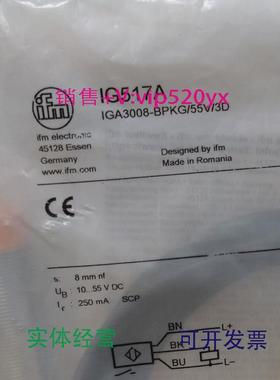 ifm
IG517A
销售+V:vip520yx
IGA3008-BPKG/55V/3D
ifm electronic
45128 Essen
Germany
www.ifm.com
Designed by ifm
Made in Romania
CE
s: 8 mm nf
UB: 10...55 V DC
Ir: 250 mA SCP
实体经营 可开发票
BN
L+
BK
BU
L–